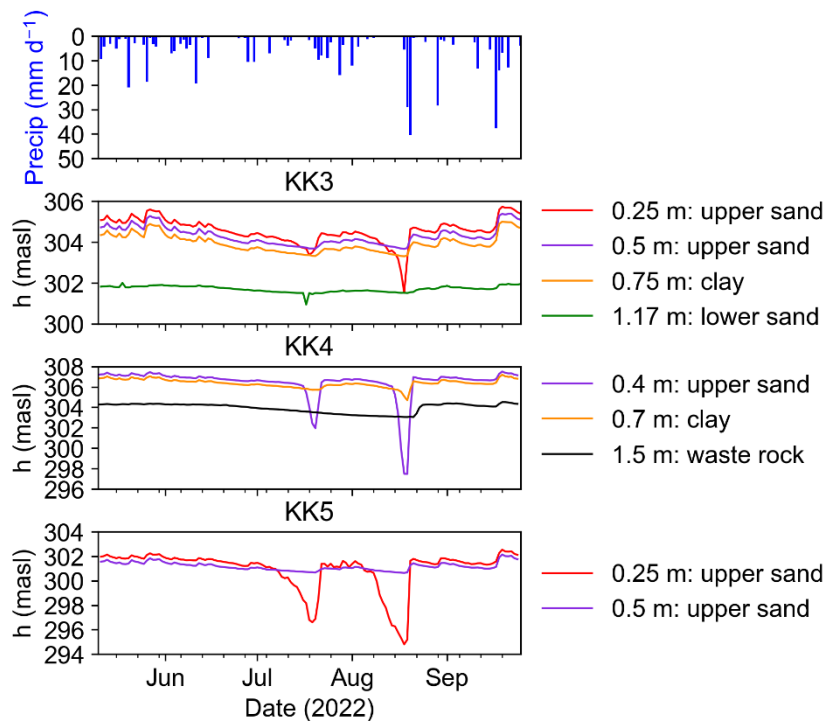 Precip (mm d⁻¹)
0
10
20
30
40
50
KK3
h (masl)
306
304
302
300
0.25 m: upper sand
0.5 m: upper sand
0.75 m: clay
1.17 m: lower sand
KK4
h (masl)
308
306
304
302
300
298
296
0.4 m: upper sand
0.7 m: clay
1.5 m: waste rock
KK5
h (masl)
304
302
300
298
296
294
0.25 m: upper sand
0.5 m: upper sand
Jun Jul Aug Sep
Date (2022)